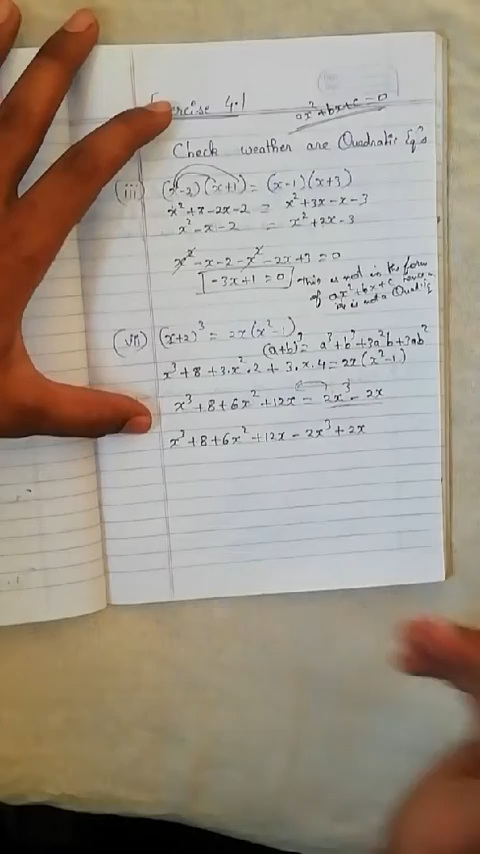 Exercise 4.1
ax²+bx+c=0
Check weather are Quadratic Eq's
(iii) (x-2)(x+1) = (x-1)(x+3)
x²+x-2x-2 = x²+3x-x-3
x²-x-2 = x²+2x-3
x²-x-2-x²-2x+3=0
-3x+1=0 This is not in the form
of ax²+bx+c
is not a Quad
(vii) (x+2)³ = 2x(x²-1)
(a+b)³= a³+b³+3a²b+3ab²
x³+8+3.x².2+3.x.4=2x(x²-1)
x³+8+6x²+12x = 2x³-2x
x³+8+6x²+12x-2x³+2x